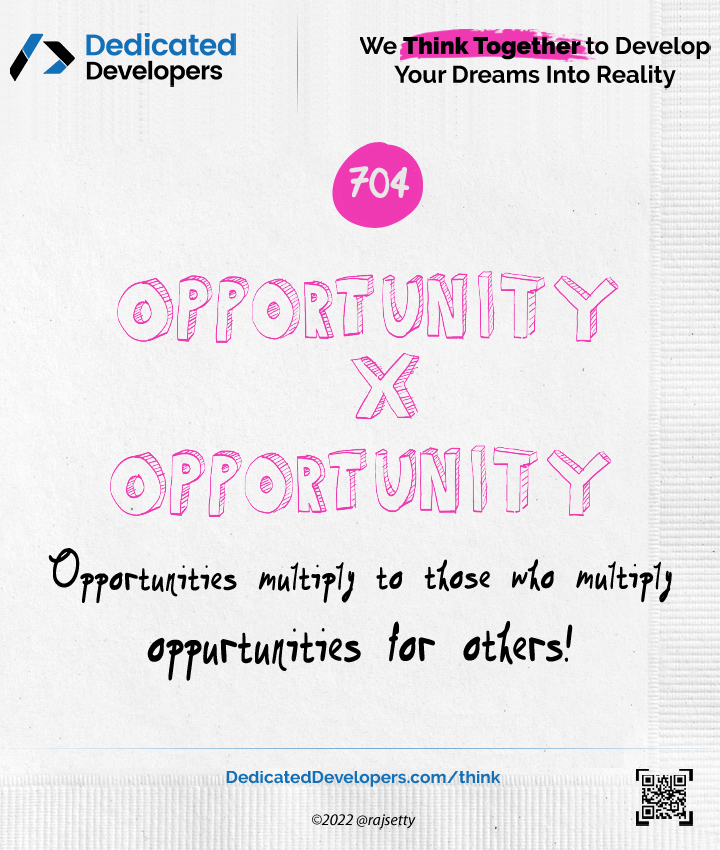 Dedicated
Developers
We Think Together to Develop
Your Dreams Into Reality
704
OPPORTUNITY
X
OPPORTUNITY
Opportunities multiply to those who multiply
oppurtunities for others!
DedicatedDevelopers.com/think
©2022 @rajsetty